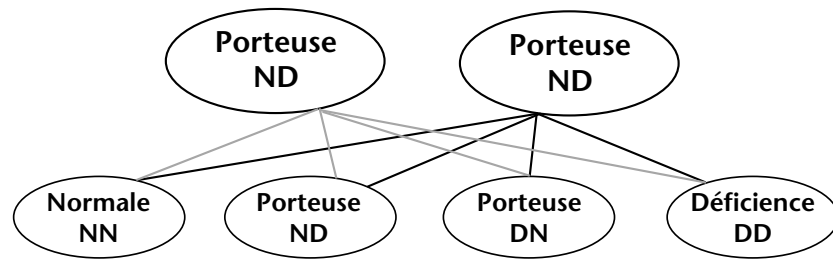 Porteuse
ND
Porteuse
ND
Normale
NN
Porteuse
ND
Porteuse
DN
Déficience
DD